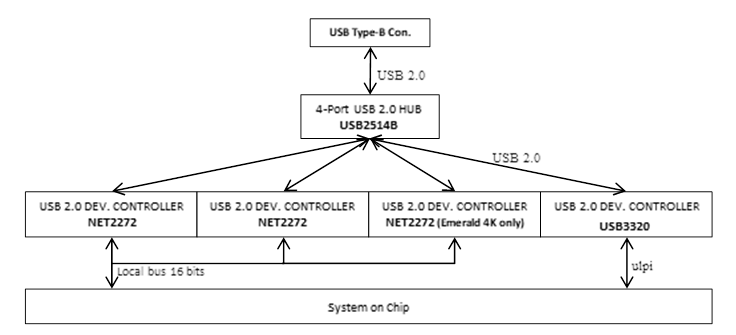 USB Type-B Con.
USB 2.0
4-Port USB 2.0 HUB
USB2514B
USB 2.0
USB 2.0 DEV. CONTROLLER
NET2272
USB 2.0 DEV. CONTROLLER
NET2272
USB 2.0 DEV. CONTROLLER
NET2272 (Emerald 4K only)
USB 2.0 DEV. CONTROLLER
USB3320
Local bus 16 bits
ulpi
System on Chip